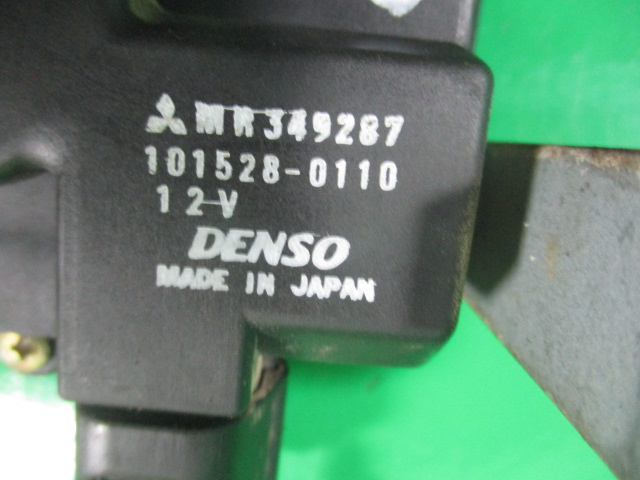 MR349287
101528-0110
12V
DENSO
MADE IN JAPAN